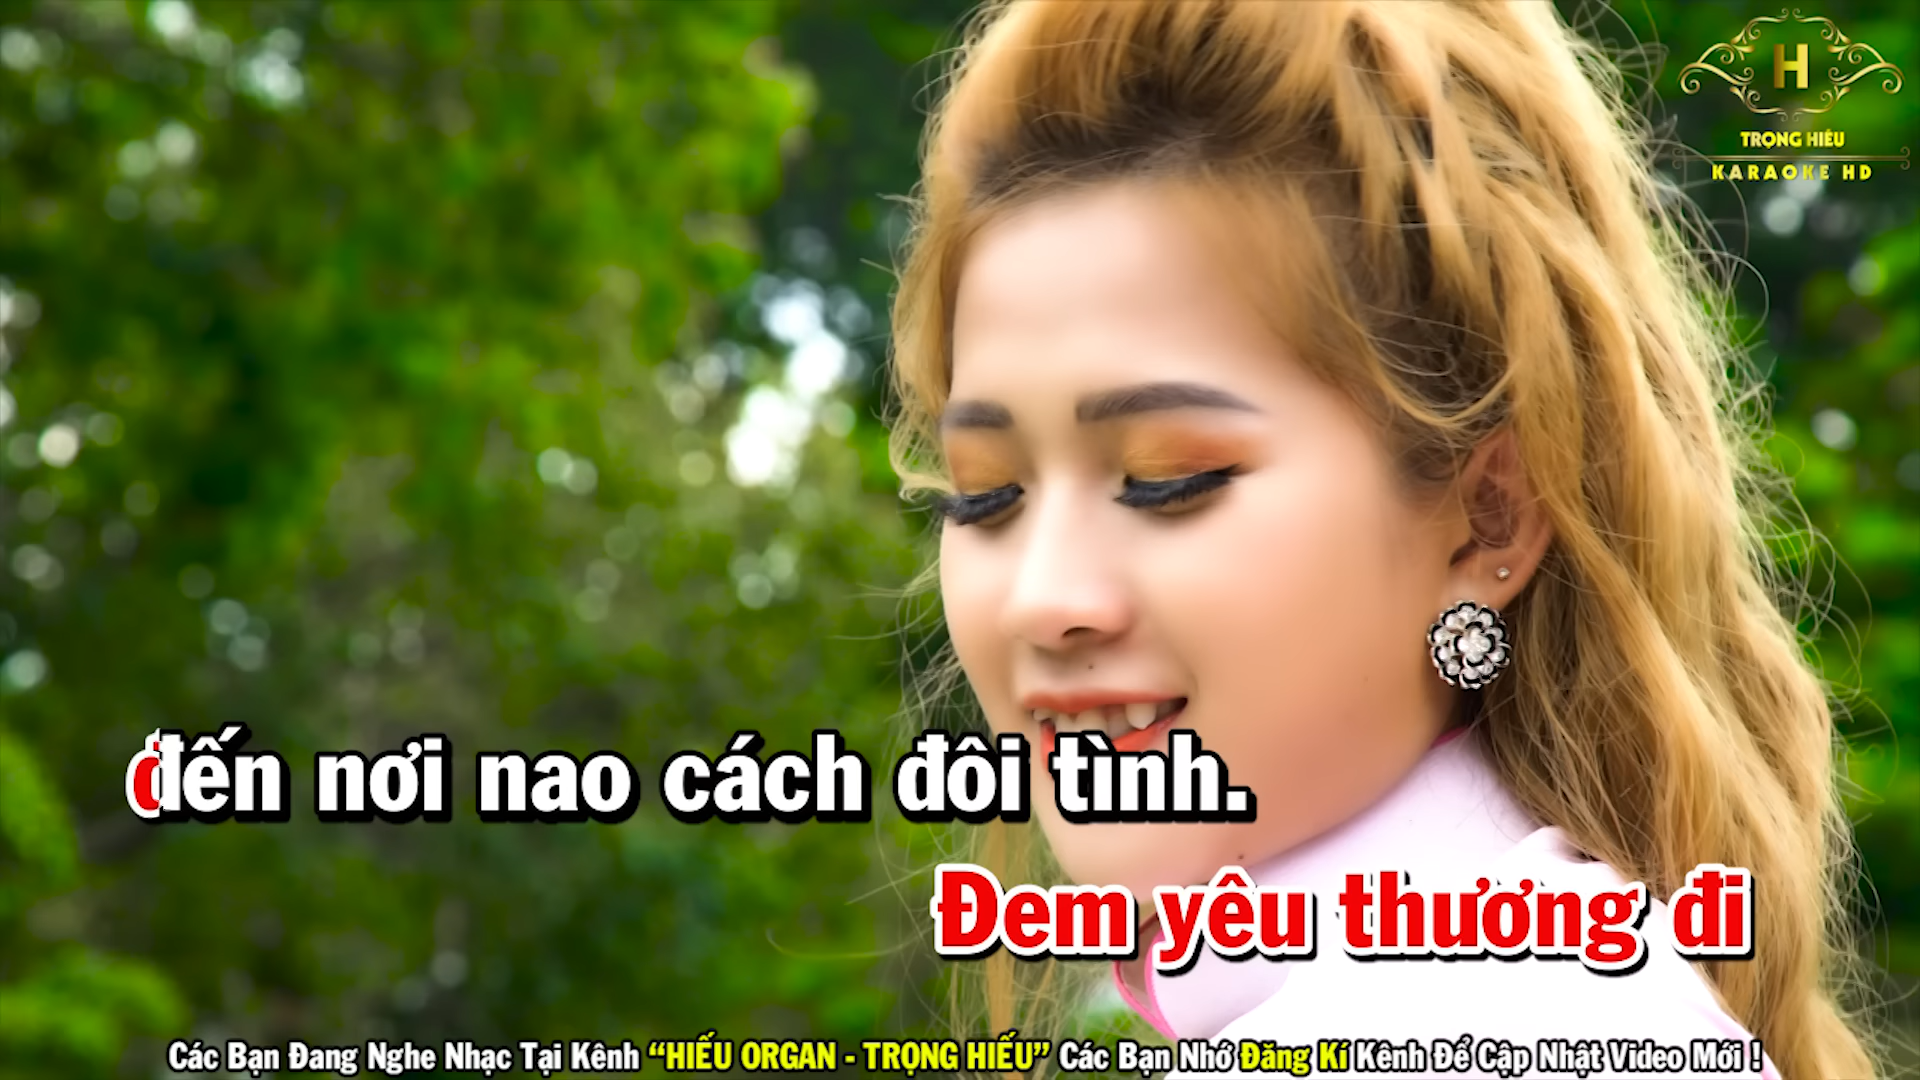 H
TRỌNG HIẾU
KARAOKE HD
đến nơi nao cách đôi tình.
Đem yêu thương đi
Các Bạn Đang Nghe Nhạc Tại Kênh “HIẾU ORGAN - TRỌNG HIẾU” Các Bạn Nhớ Đăng Kí Kênh Để Cập Nhật Video Mới !